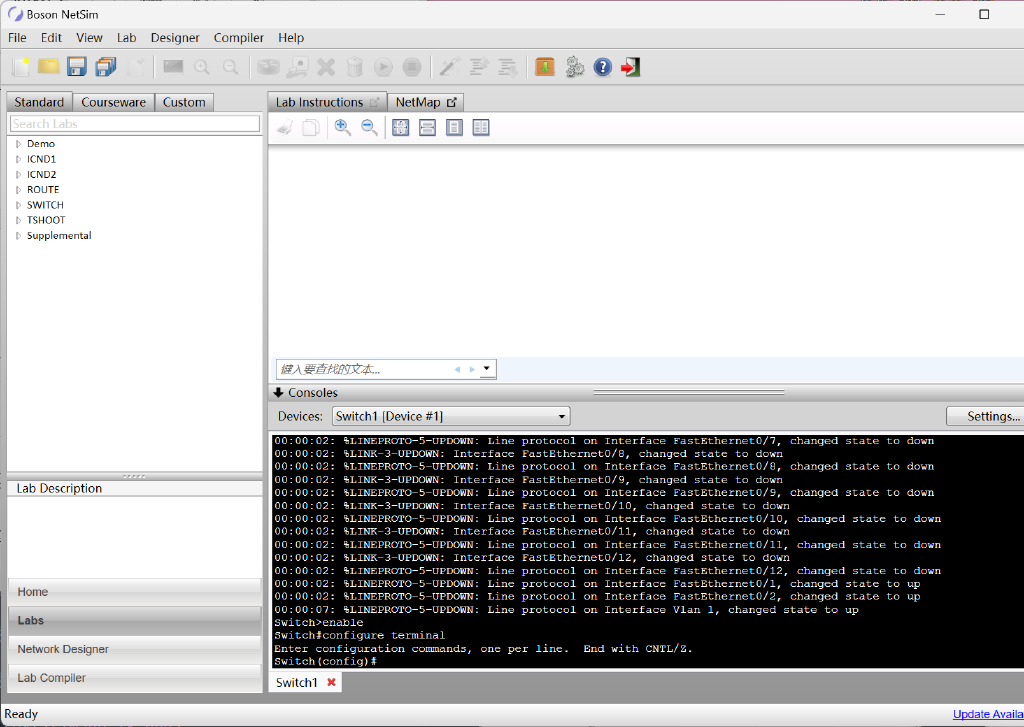 Boson NetSim
File Edit View Lab Designer Compiler Help
Standard Courseware Custom
Search Labs
Demo
ICND1
ICND2
ROUTE
SWITCH
TSHOOT
Supplemental
Lab Description
Home
Labs
Network Designer
Lab Compiler
Lab Instructions NetMap
键入要查找的文本...
Consoles
Devices: Switch1 [Device #1] Settings...
00:00:02: %LINEPROTO-5-UPDOWN: Line protocol on Interface FastEthernet0/7, changed state to down
00:00:02: %LINK-3-UPDOWN: Interface FastEthernet0/8, changed state to down
00:00:02: %LINEPROTO-5-UPDOWN: Line protocol on Interface FastEthernet0/8, changed state to down
00:00:02: %LINK-3-UPDOWN: Interface FastEthernet0/9, changed state to down
00:00:02: %LINEPROTO-5-UPDOWN: Line protocol on Interface FastEthernet0/9, changed state to down
00:00:02: %LINK-3-UPDOWN: Interface FastEthernet0/10, changed state to down
00:00:02: %LINEPROTO-5-UPDOWN: Line protocol on Interface FastEthernet0/10, changed state to down
00:00:02: %LINK-3-UPDOWN: Interface FastEthernet0/11, changed state to down
00:00:02: %LINEPROTO-5-UPDOWN: Line protocol on Interface FastEthernet0/11, changed state to down
00:00:02: %LINK-3-UPDOWN: Interface FastEthernet0/12, changed state to down
00:00:02: %LINEPROTO-5-UPDOWN: Line protocol on Interface FastEthernet0/12, changed state to down
00:00:02: %LINEPROTO-5-UPDOWN: Line protocol on Interface FastEthernet0/1, changed state to up
00:00:02: %LINEPROTO-5-UPDOWN: Line protocol on Interface FastEthernet0/2, changed state to up
00:00:07: %LINEPROTO-5-UPDOWN: Line protocol on Interface Vlan 1, changed state to up
Switch>enable
Switch#configure terminal
Enter configuration commands, one per line.  End with CNTL/Z.
Switch(config)#
Switch1
Ready
Update Availa